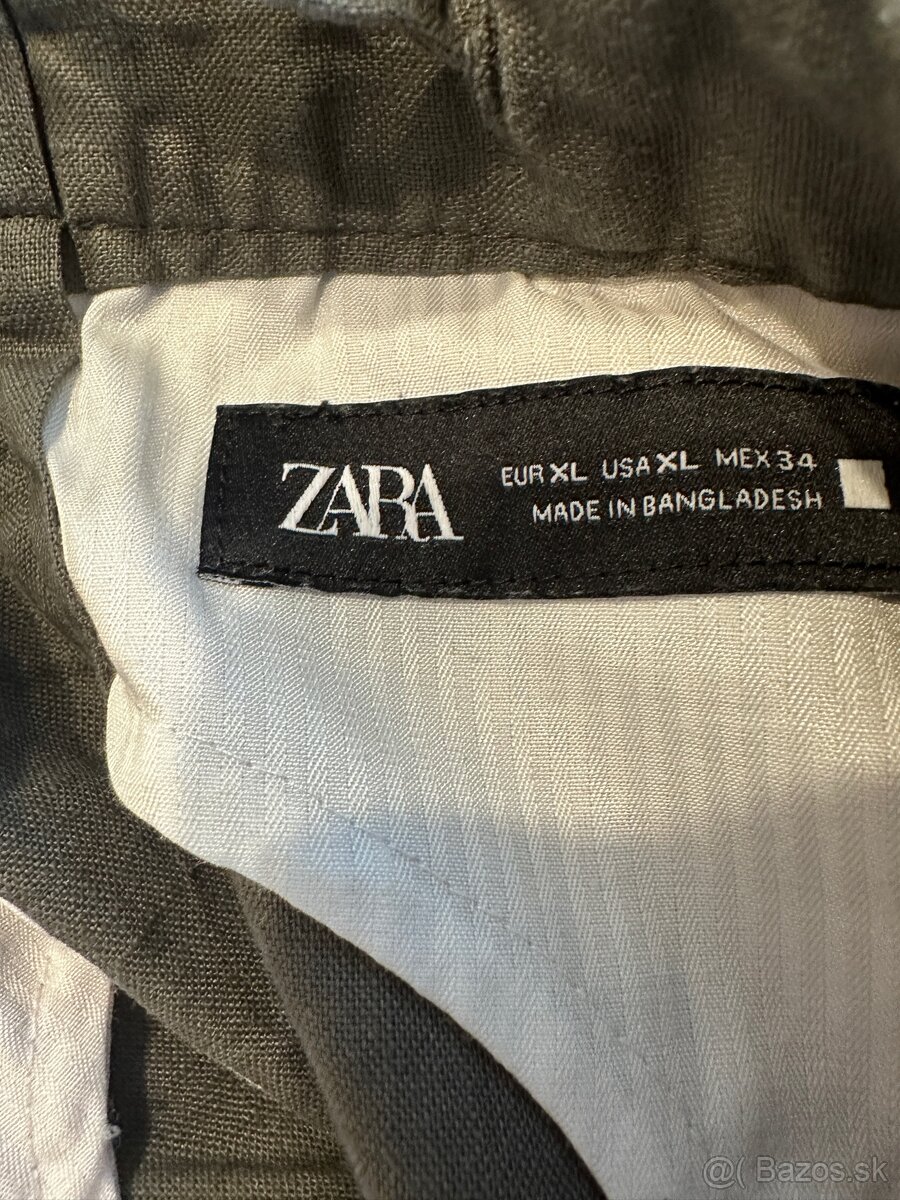 ZARA
EUR XL USA XL MEX 34
MADE IN BANGLADESH
@( Bazos.sk